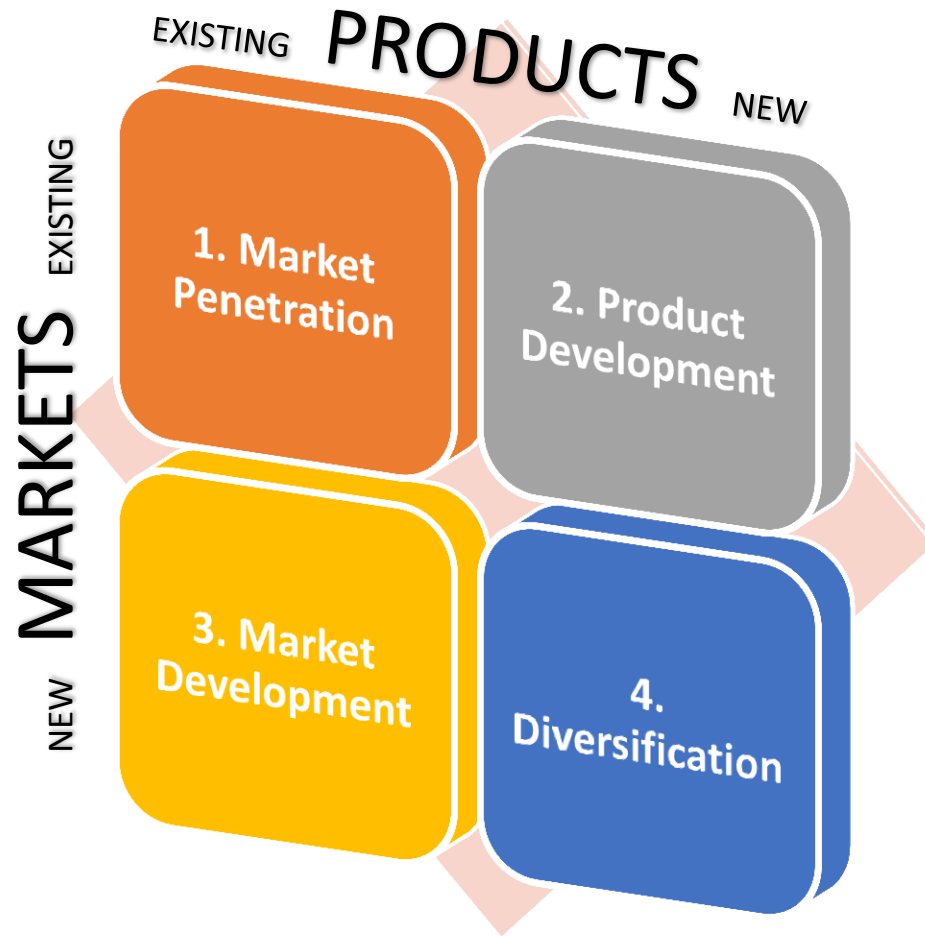 EXISTING PRODUCTS NEW
EXISTING
MARKETS
NEW
1. Market
Penetration
2. Product
Development
3. Market
Development
4.
Diversification